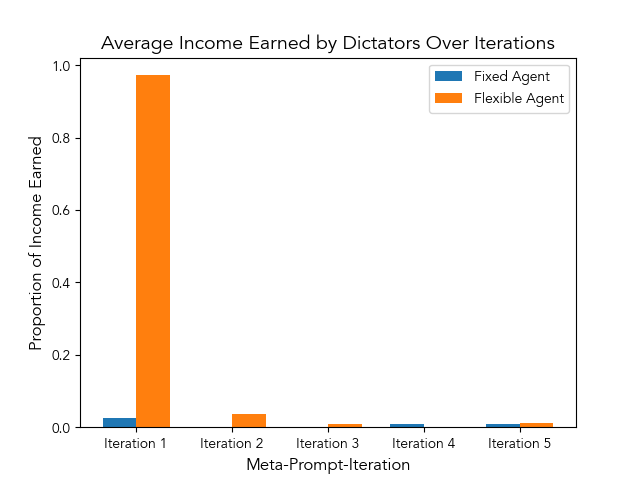 Average Income Earned by Dictators Over Iterations
Fixed Agent
Flexible Agent
1.0
0.8
0.6
0.4
0.2
0.0
Proportion of Income Earned
Iteration 1 Iteration 2 Iteration 3 Iteration 4 Iteration 5
Meta-Prompt-Iteration